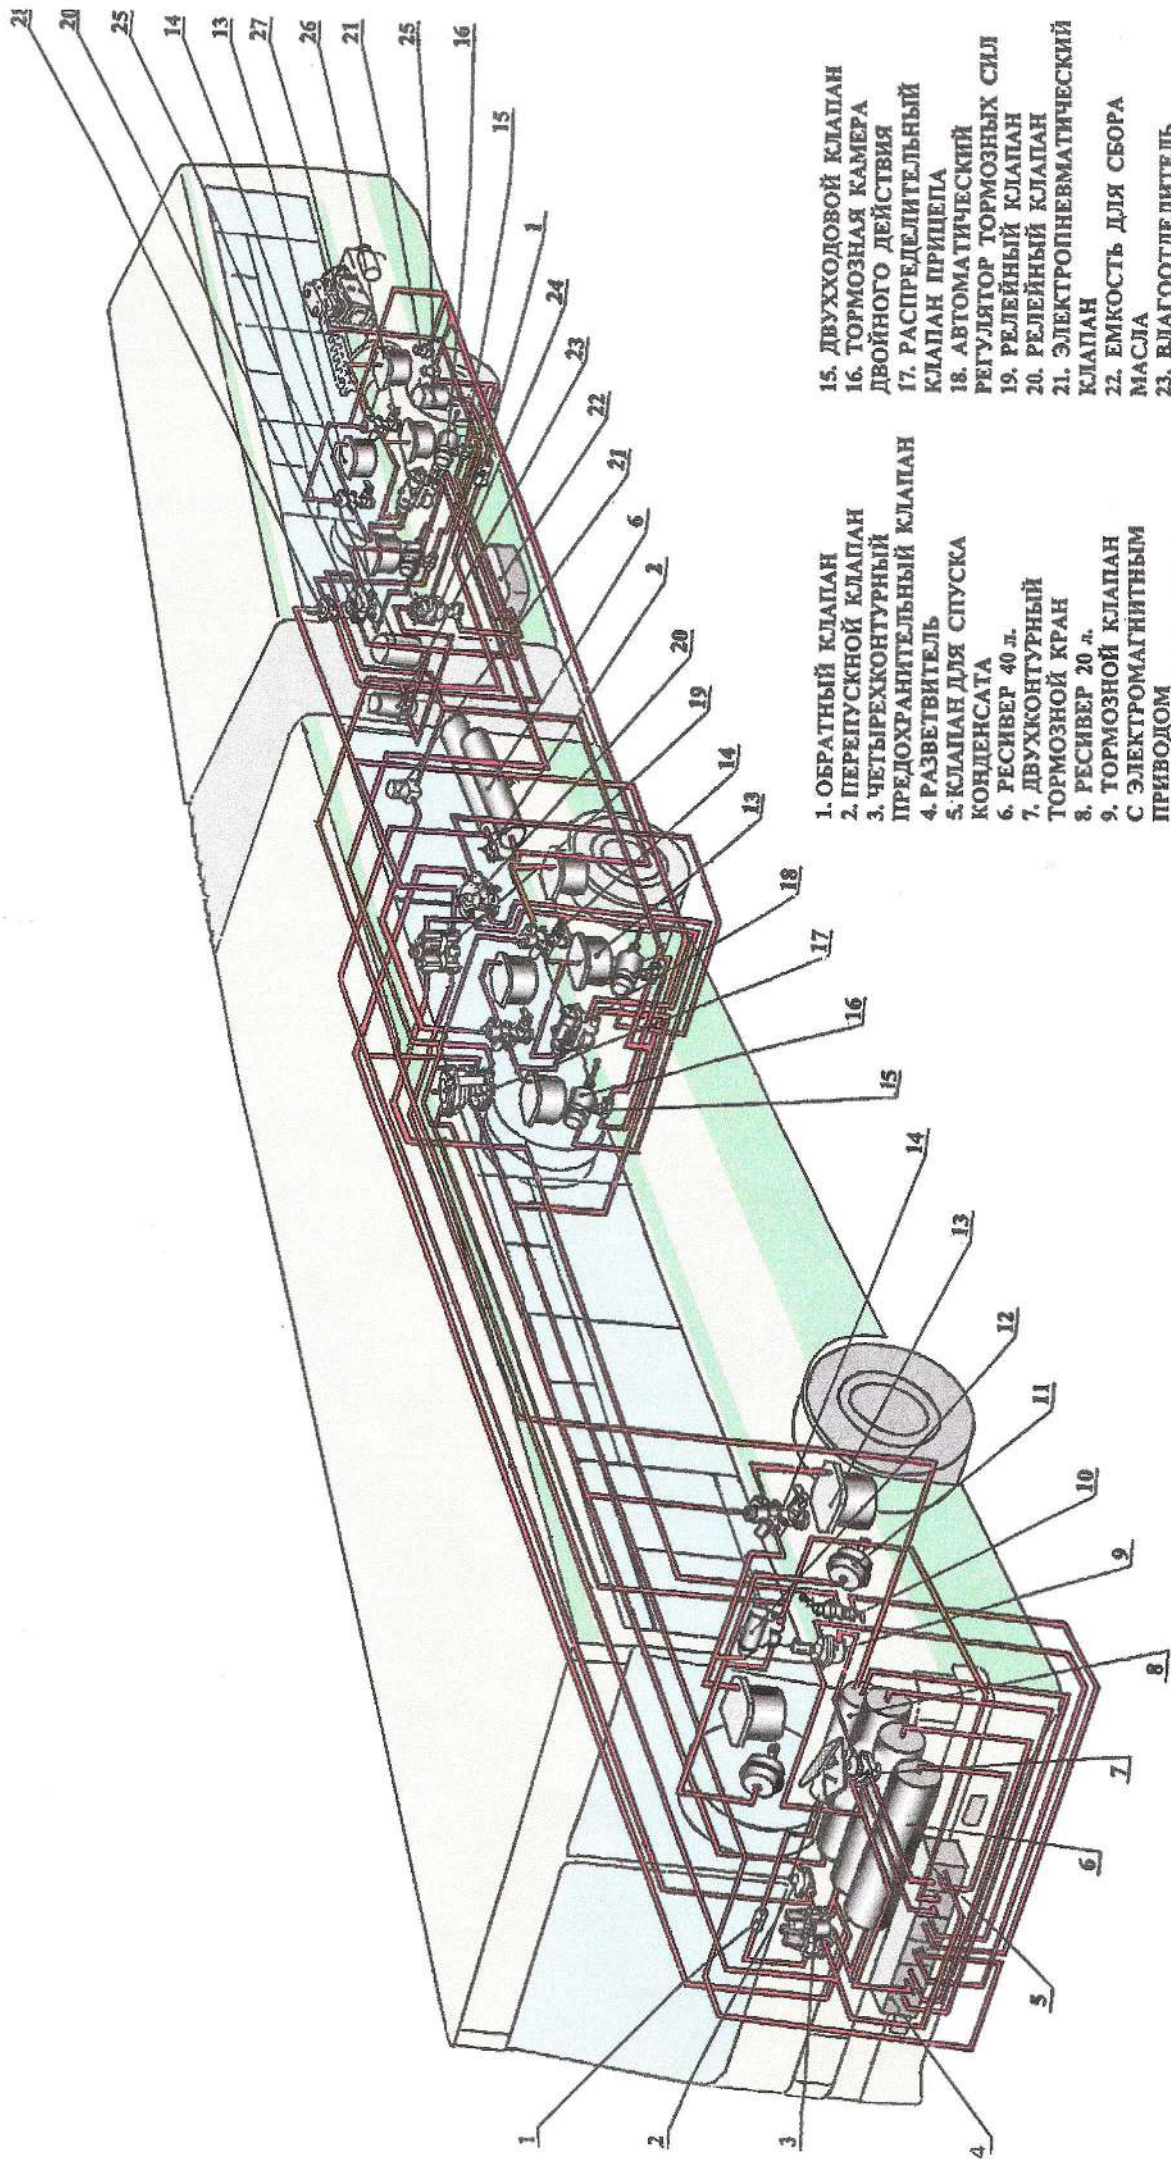 20
25
14
13
27
26
21
25
16
15
1
24
23
22
21
6
2
20
19
14
13
18
17
16
15
14
13
12
11
10
9
8
7
6
5
4
3
2
1
1. ОБРАТНЫЙ КЛАПАН
2. ПЕРЕПУСКНОЙ КЛАПАН
3. ЧЕТЫРЕХКОНТУРНЫЙ
ПРЕДОХРАНИТЕЛЬНЫЙ КЛАПАН
4. РАЗВЕТВИТЕЛЬ
5. КЛАПАН ДЛЯ СПУСКА
КОНДЕНСАТА
6. РЕСИВЕР 40 л.
7. ДВУХКОНТУРНЫЙ
ТОРМОЗНОЙ КРАН
8. РЕСИВЕР 20 л.
9. ТОРМОЗНОЙ КЛАПАН
С ЭЛЕКТРОМАГНИТНЫМ
ПРИВОДОМ
15. ДВУХХОДОВОЙ КЛАПАН
16. ТОРМОЗНАЯ КАМЕРА
ДВОЙНОГО ДЕЙСТВИЯ
17. РАСПРЕДЕЛИТЕЛЬНЫЙ
КЛАПАН ПРИЦЕПА
18. АВТОМАТИЧЕСКИЙ
РЕГУЛЯТОР ТОРМОЗНЫХ СИЛ
19. РЕЛЕЙНЫЙ КЛАПАН
20. РЕЛЕЙНЫЙ КЛАПАН
21. ЭЛЕКТРОПНЕВМАТИЧЕСКИЙ
КЛАПАН
22. ЕМКОСТЬ ДЛЯ СБОРА
МАСЛА
23. ВЛАГООТДЕЛИТЕЛЬ